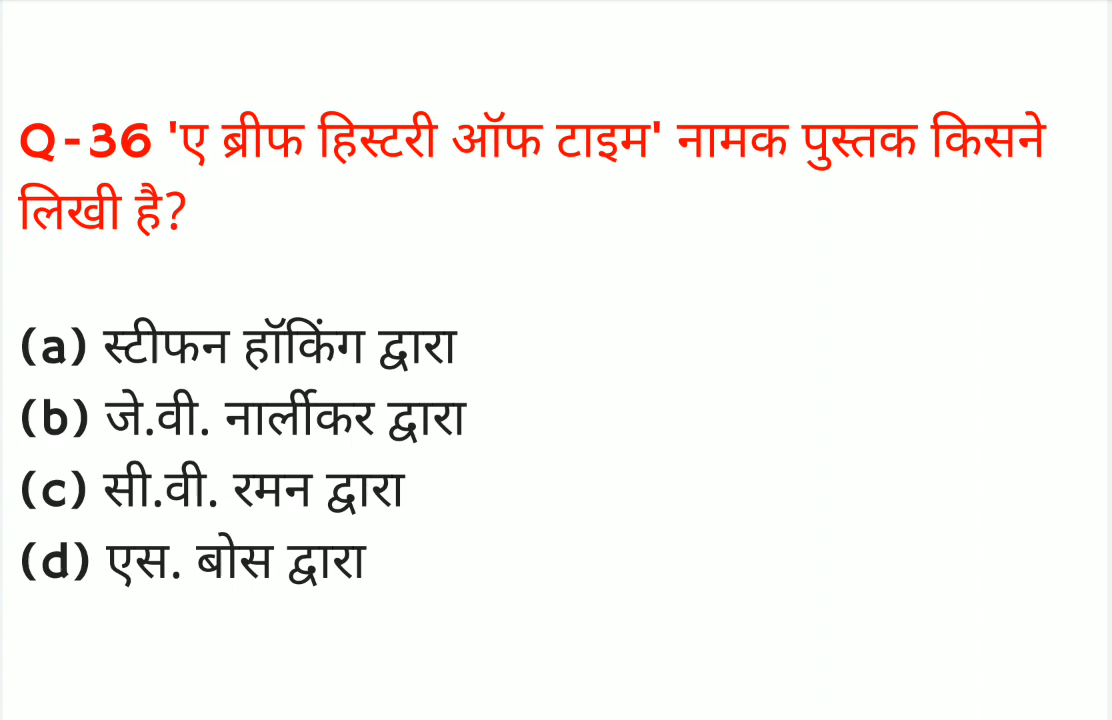 Q-36 'ए ब्रीफ हिस्टरी ऑफ टाइम' नामक पुस्तक किसने
लिखी है?
(a) स्टीफन हॉकिंग द्वारा
(b) जे.वी. नार्लीकर द्वारा
(c) सी.वी. रमन द्वारा
(d) एस. बोस द्वारा